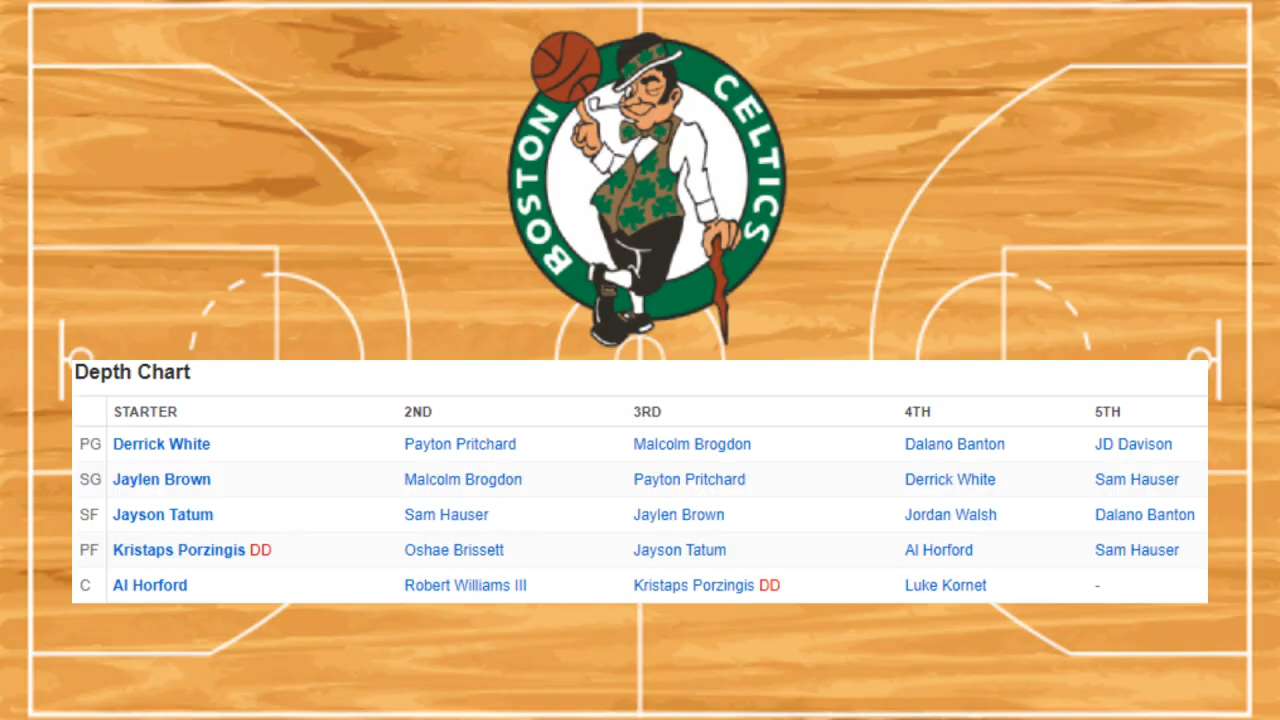 BOSTON CELTICS
Depth Chart
STARTER 2ND 3RD 4TH 5TH
PG Derrick White Payton Pritchard Malcolm Brogdon Dalano Banton JD Davison
SG Jaylen Brown Malcolm Brogdon Payton Pritchard Derrick White Sam Hauser
SF Jayson Tatum Sam Hauser Jaylen Brown Jordan Walsh Dalano Banton
PF Kristaps Porzingis DD Oshae Brissett Jayson Tatum Al Horford Sam Hauser
C Al Horford Robert Williams III Kristaps Porzingis DD Luke Kornet -